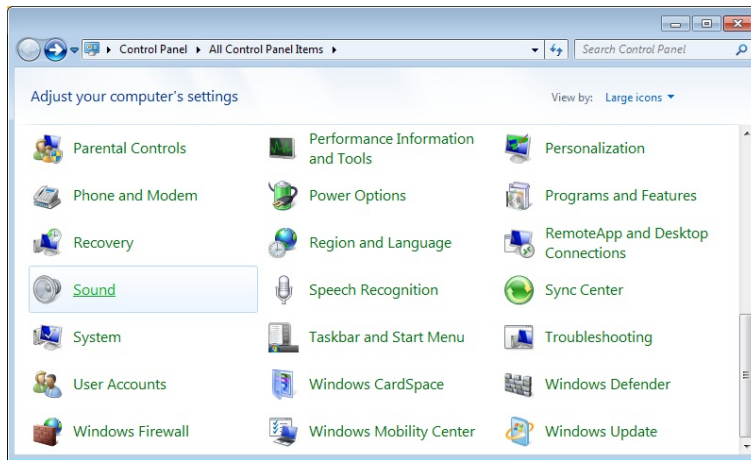 Control Panel ▸ All Control Panel Items ▸
Search Control Panel
Adjust your computer's settings
View by: Large icons
Parental Controls
Performance Information
and Tools
Personalization
Phone and Modem
Power Options
Programs and Features
Recovery
Region and Language
RemoteApp and Desktop
Connections
Sound
Speech Recognition
Sync Center
System
Taskbar and Start Menu
Troubleshooting
User Accounts
Windows CardSpace
Windows Defender
Windows Firewall
Windows Mobility Center
Windows Update